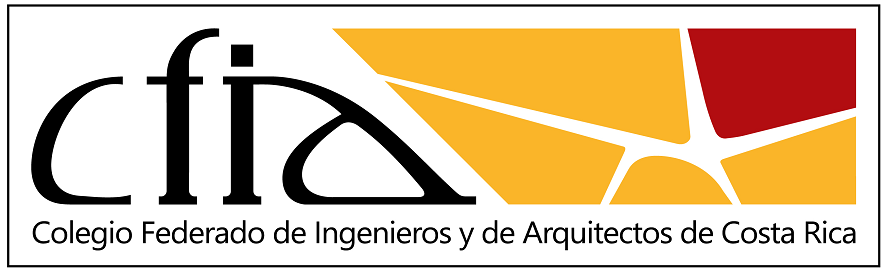 cfia
Colegio Federado de Ingenieros y de Arquitectos de Costa Rica